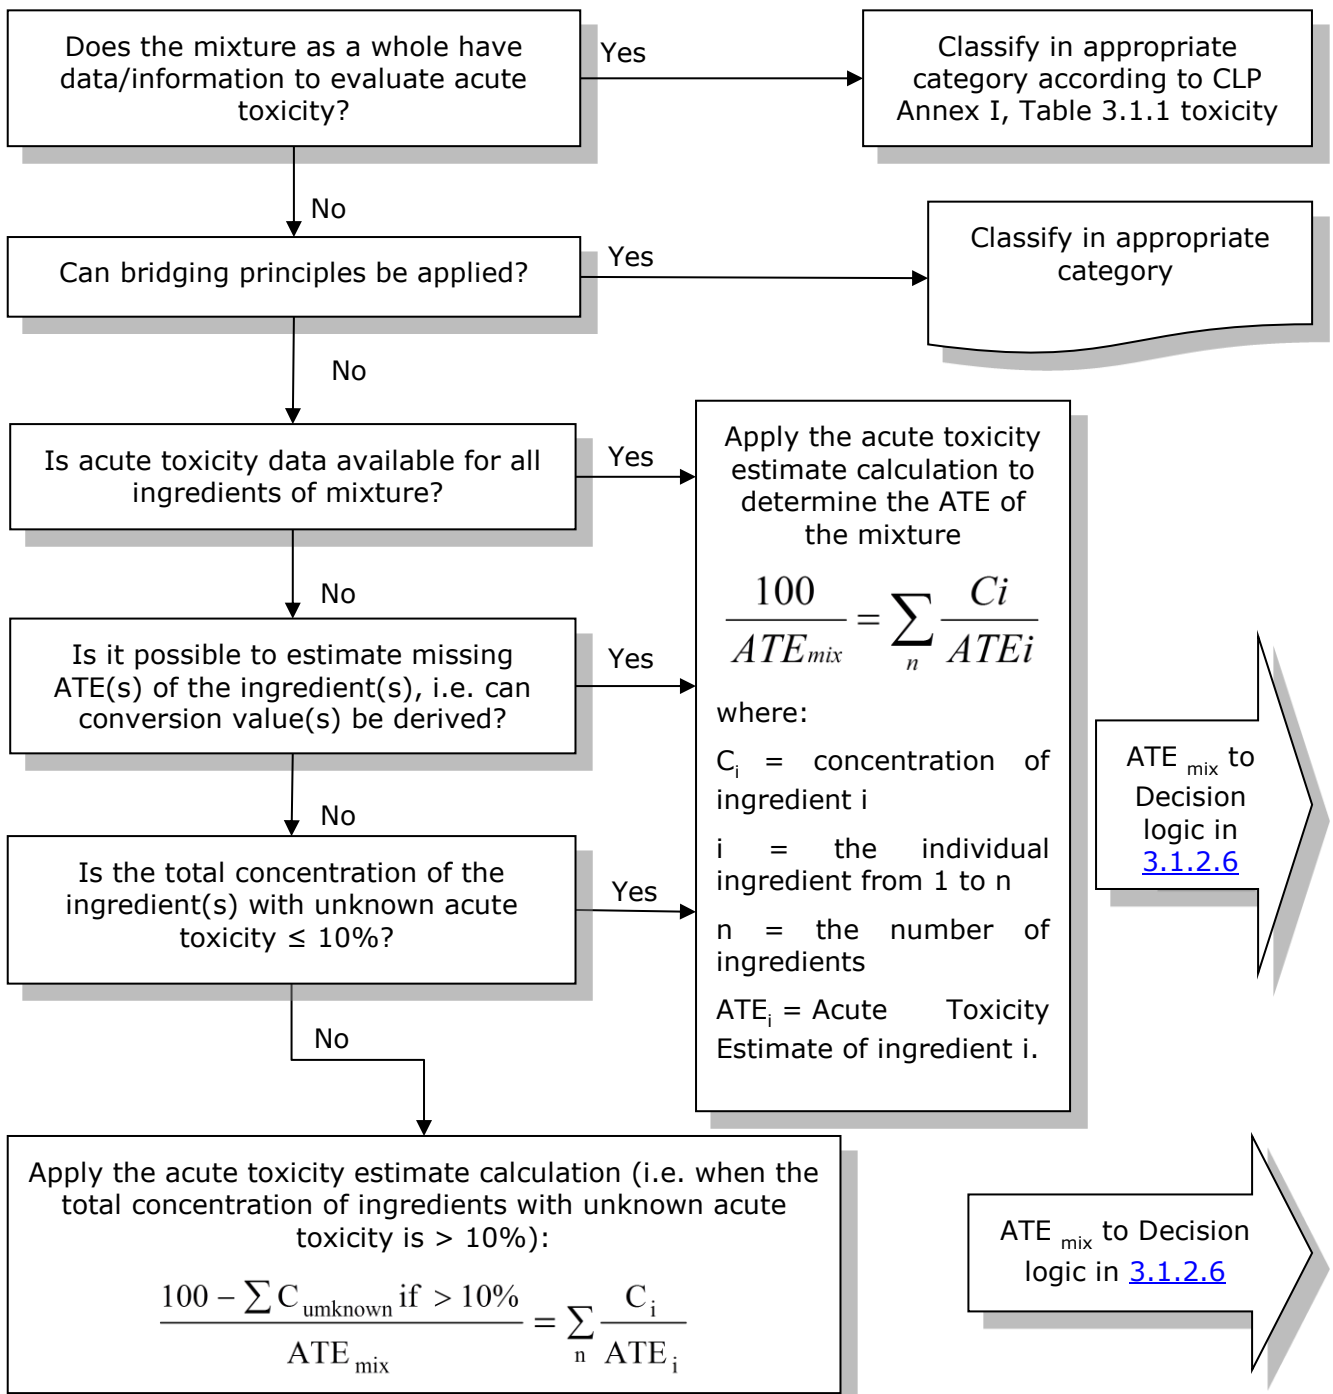 Does the mixture as a whole have
data/information to evaluate acute
toxicity?
Yes
Classify in appropriate
category according to CLP
Annex I, Table 3.1.1 toxicity
No
Can bridging principles be applied?
Yes
Classify in appropriate
category
No
Is acute toxicity data available for all
ingredients of mixture?
Yes
No
Is it possible to estimate missing
ATE(s) of the ingredient(s), i.e. can
conversion value(s) be derived?
Yes
No
Is the total concentration of the
ingredient(s) with unknown acute
toxicity ≤ 10%?
Yes
No
Apply the acute toxicity
estimate calculation to
determine the ATE of
the mixture
100 / ATEmix = ∑n Ci / ATEi
where:
Ci = concentration of
ingredient i
i = the individual
ingredient from 1 to n
n = the number of
ingredients
ATEi = Acute Toxicity
Estimate of ingredient i.
ATE mix to
Decision
logic in
3.1.2.6
Apply the acute toxicity estimate calculation (i.e. when the
total concentration of ingredients with unknown acute
toxicity is > 10%):
100 − ∑ Cumknown if > 10% / ATEmix = ∑n Ci / ATEi
ATE mix to Decision
logic in 3.1.2.6